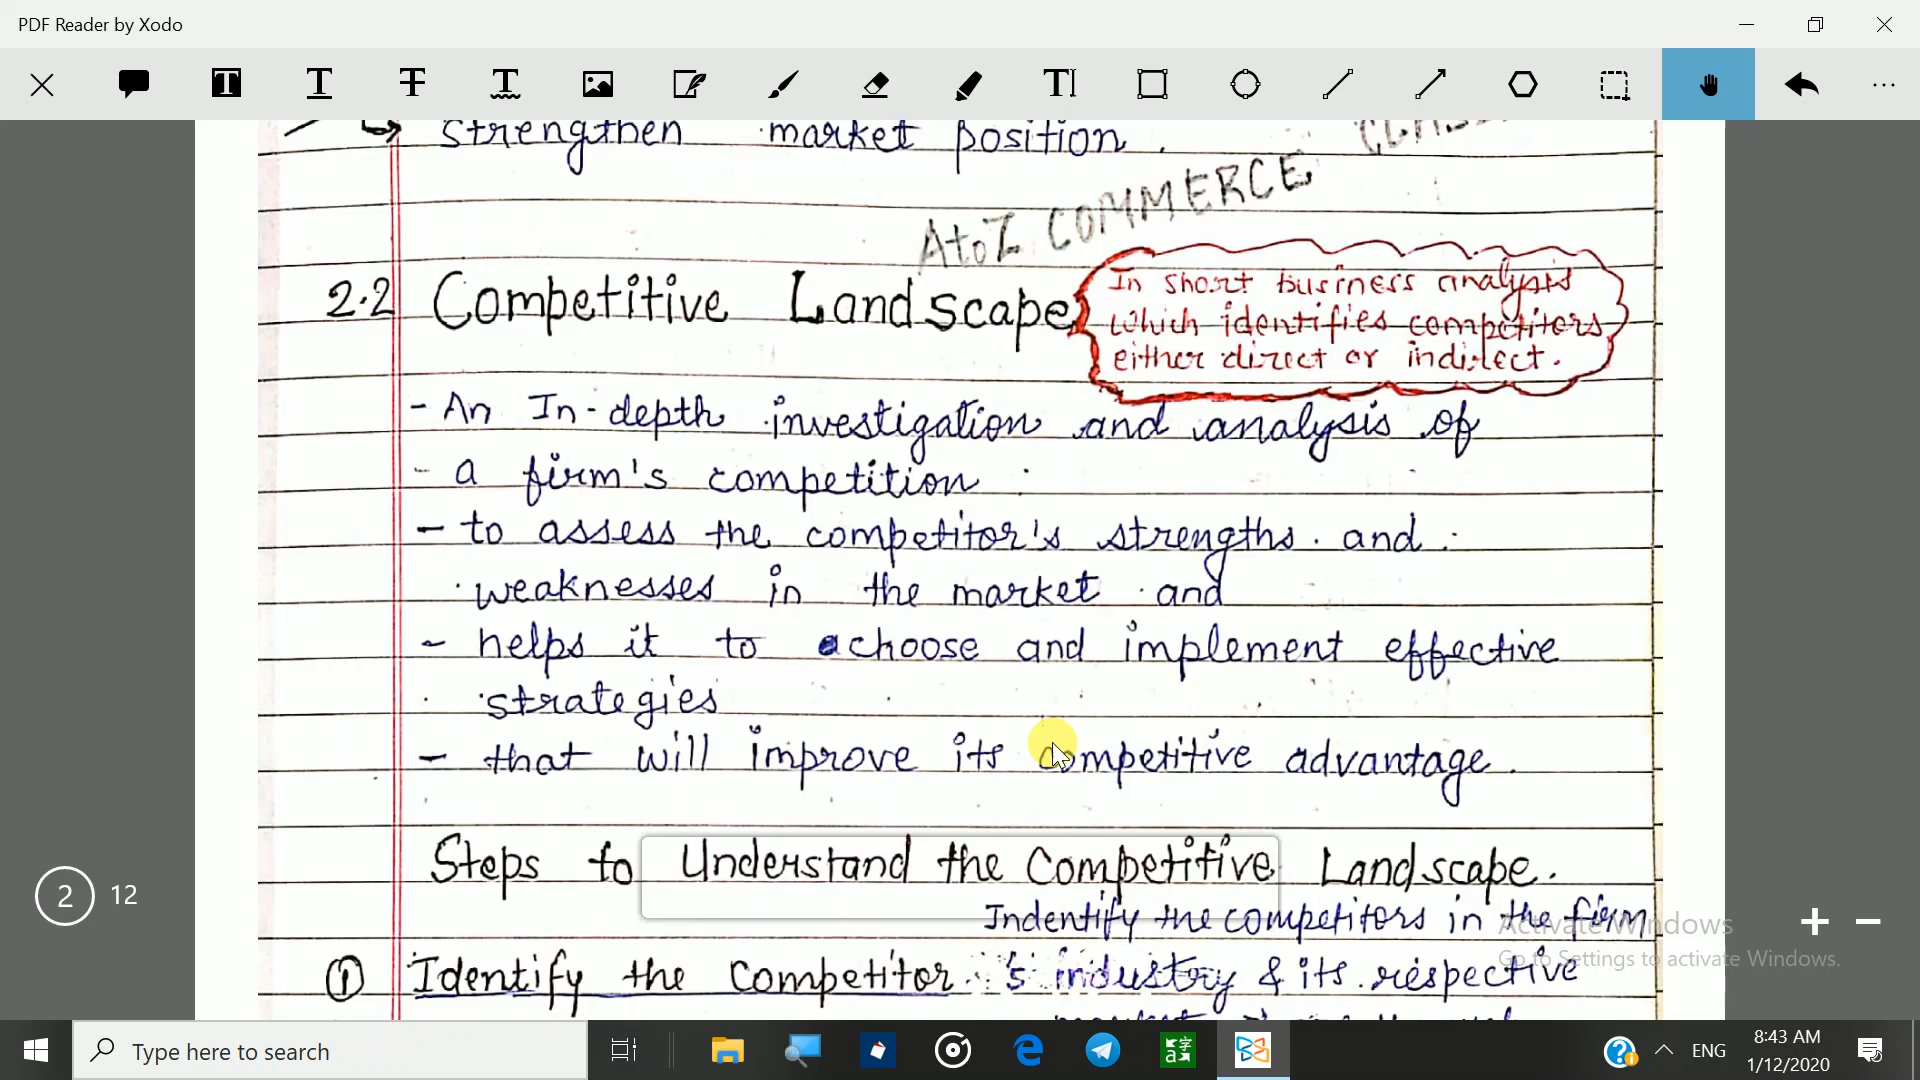 PDF Reader by Xodo
strengthen market position.
AtoZ COMMERCE
2.2 Competitive Landscape
In short business analysis
which identifies competitors
either direct or indirect.
- An In-depth investigation and analysis of
- a firm's competition
- to assess the competitor's strengths and
weaknesses in the market and
- helps it to choose and implement effective
strategies
- that will improve its competitive advantage.
Steps to Understand the Competitive Landscape.
Indentify the competitors in the firm
① Identify the Competitor 's industry & its respective
2 12
Activate Windows
Go to Settings to activate Windows.
Type here to search
ENG
8:43 AM
1/12/2020